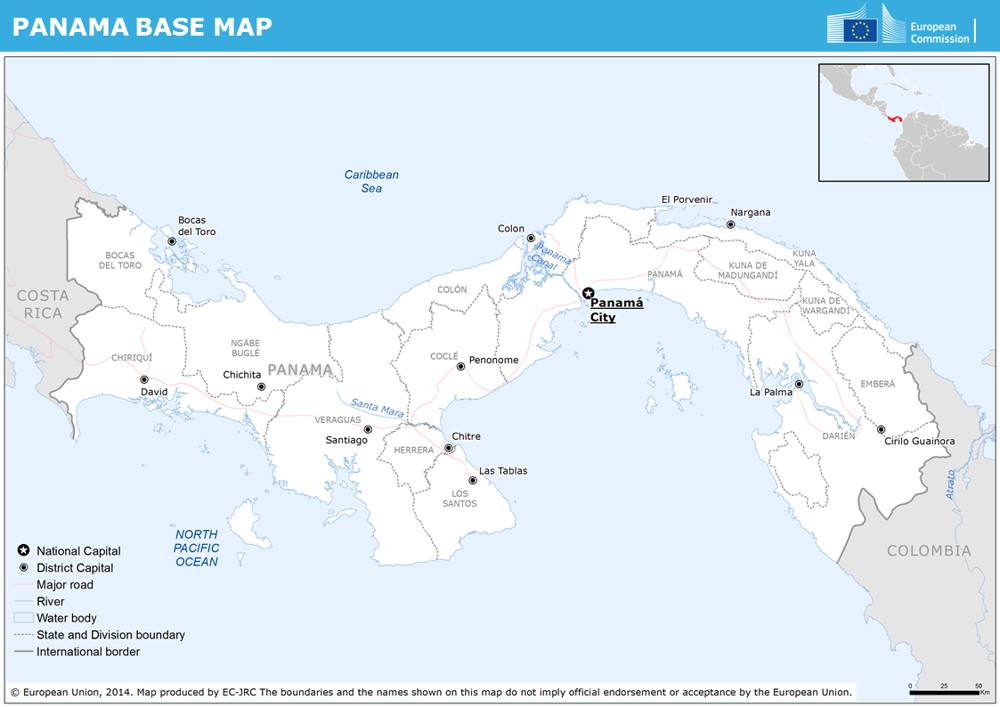 PANAMA BASE MAP
European
Commission
Caribbean
Sea
El Porvenir
Nargana
Bocas
del Toro
Colon
Panama
Canal
BOCAS
DEL TORO
KUNA
YALA
KUNA DE
MADUNGANDÍ
PANAMÁ
COSTA
RICA
COLÓN
Panamá
City
KUNA DE
WARGANDÍ
NGÄBE
BUGLÉ
CHIRIQUÍ
COCLÉ
Penonome
PANAMA
Chichita
David
La Palma
EMBERÁ
Santa Mara
VERAGUAS
Santiago
Chitre
HERRERA
DARIÉN
Cirilo Guainora
Las Tablas
LOS
SANTOS
Atrato
NORTH
PACIFIC
OCEAN
COLOMBIA
National Capital
District Capital
Major road
River
Water body
State and Division boundary
International border
© European Union, 2014. Map produced by EC-JRC The boundaries and the names shown on this map do not imply official endorsement or acceptance by the European Union.
0 25 50
Km